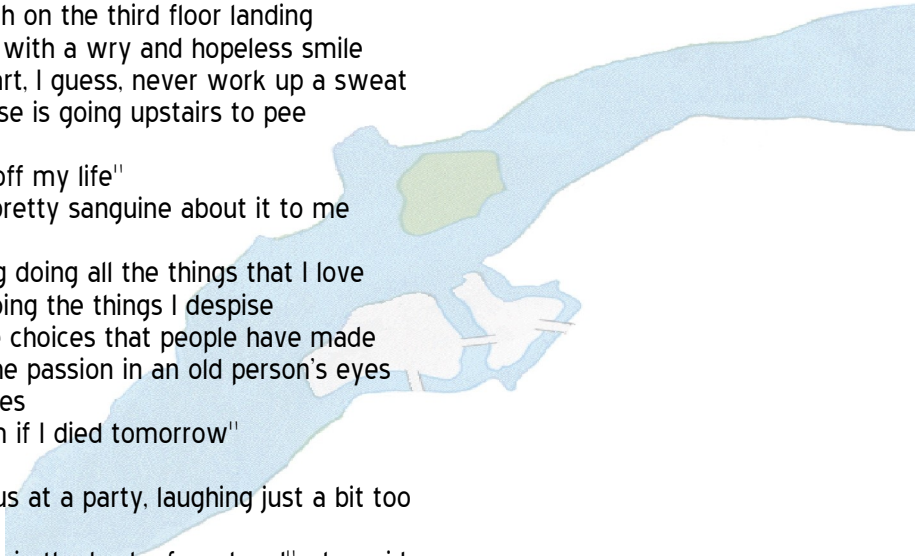 h on the third floor landing
with a wry and hopeless smile
art, I guess, never work up a sweat
se is going upstairs to pee
off my life"
pretty sanguine about it to me
g doing all the things that I love
oing the things I despise
e choices that people have made
he passion in an old person's eyes
es
n if I died tomorrow"
us at a party, laughing just a bit too